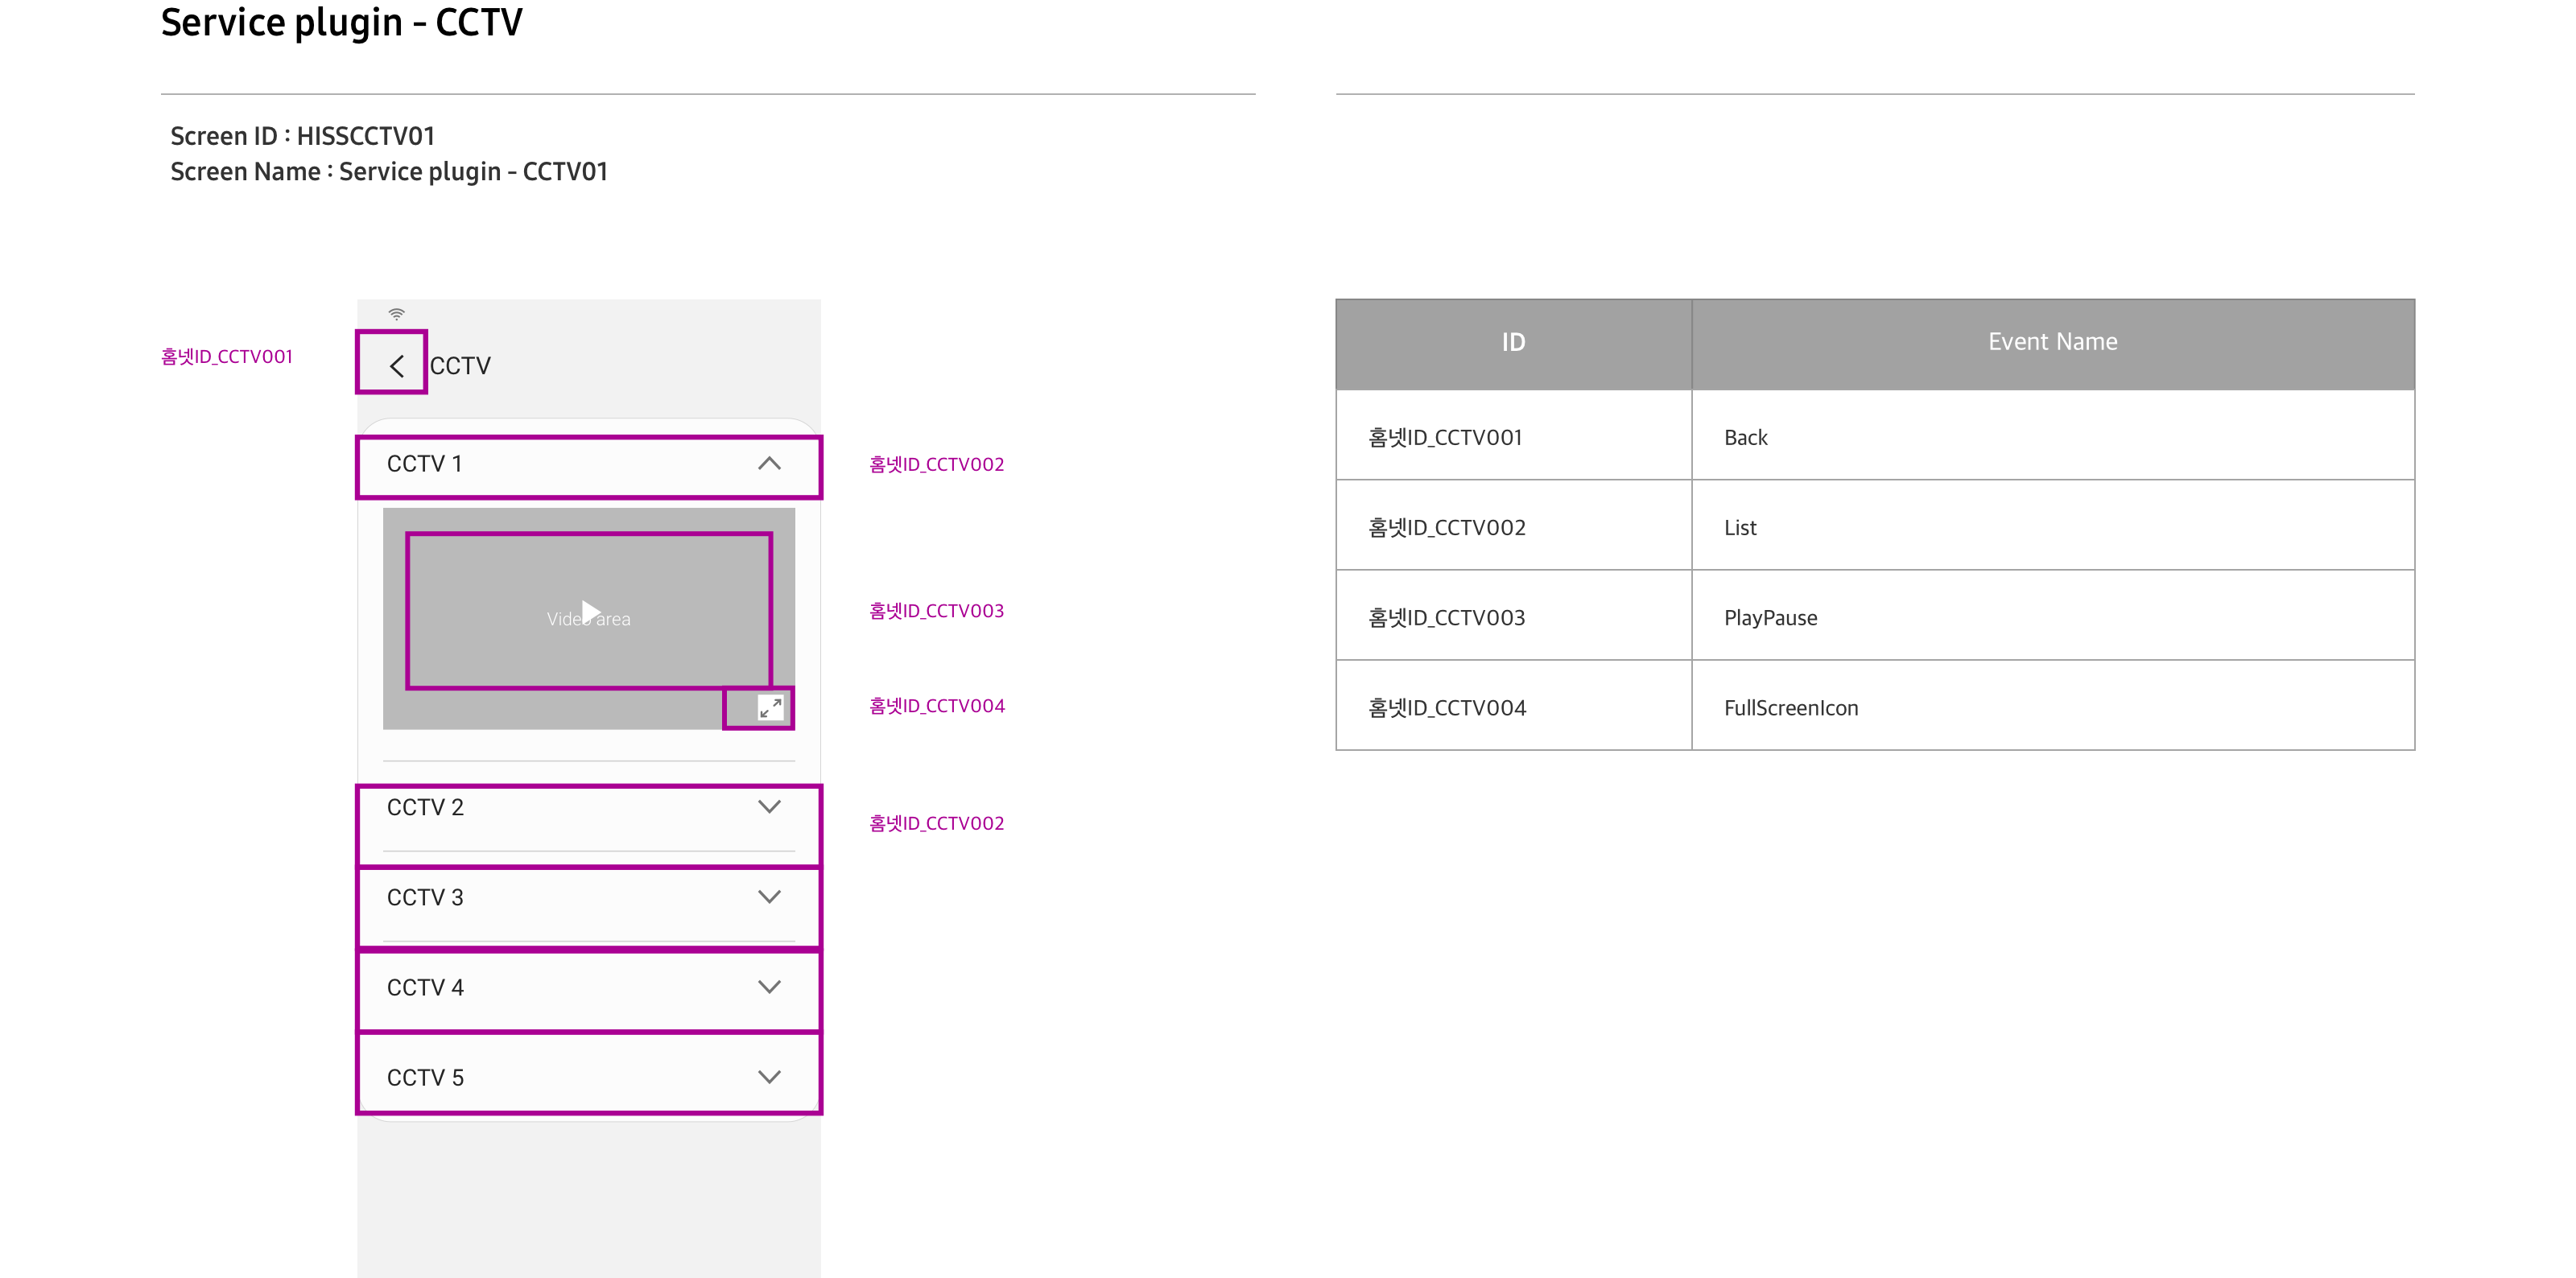 Service plugin - CCTV
Screen ID : HISSCCTV01
Screen Name : Service plugin - CCTV01
홈넷ID_CCTV001
CCTV
CCTV 1
홈넷ID_CCTV002
Video area
홈넷ID_CCTV003
홈넷ID_CCTV004
CCTV 2
홈넷ID_CCTV002
CCTV 3
CCTV 4
CCTV 5
ID Event Name
홈넷ID_CCTV001 Back
홈넷ID_CCTV002 List
홈넷ID_CCTV003 PlayPause
홈넷ID_CCTV004 FullScreenIcon